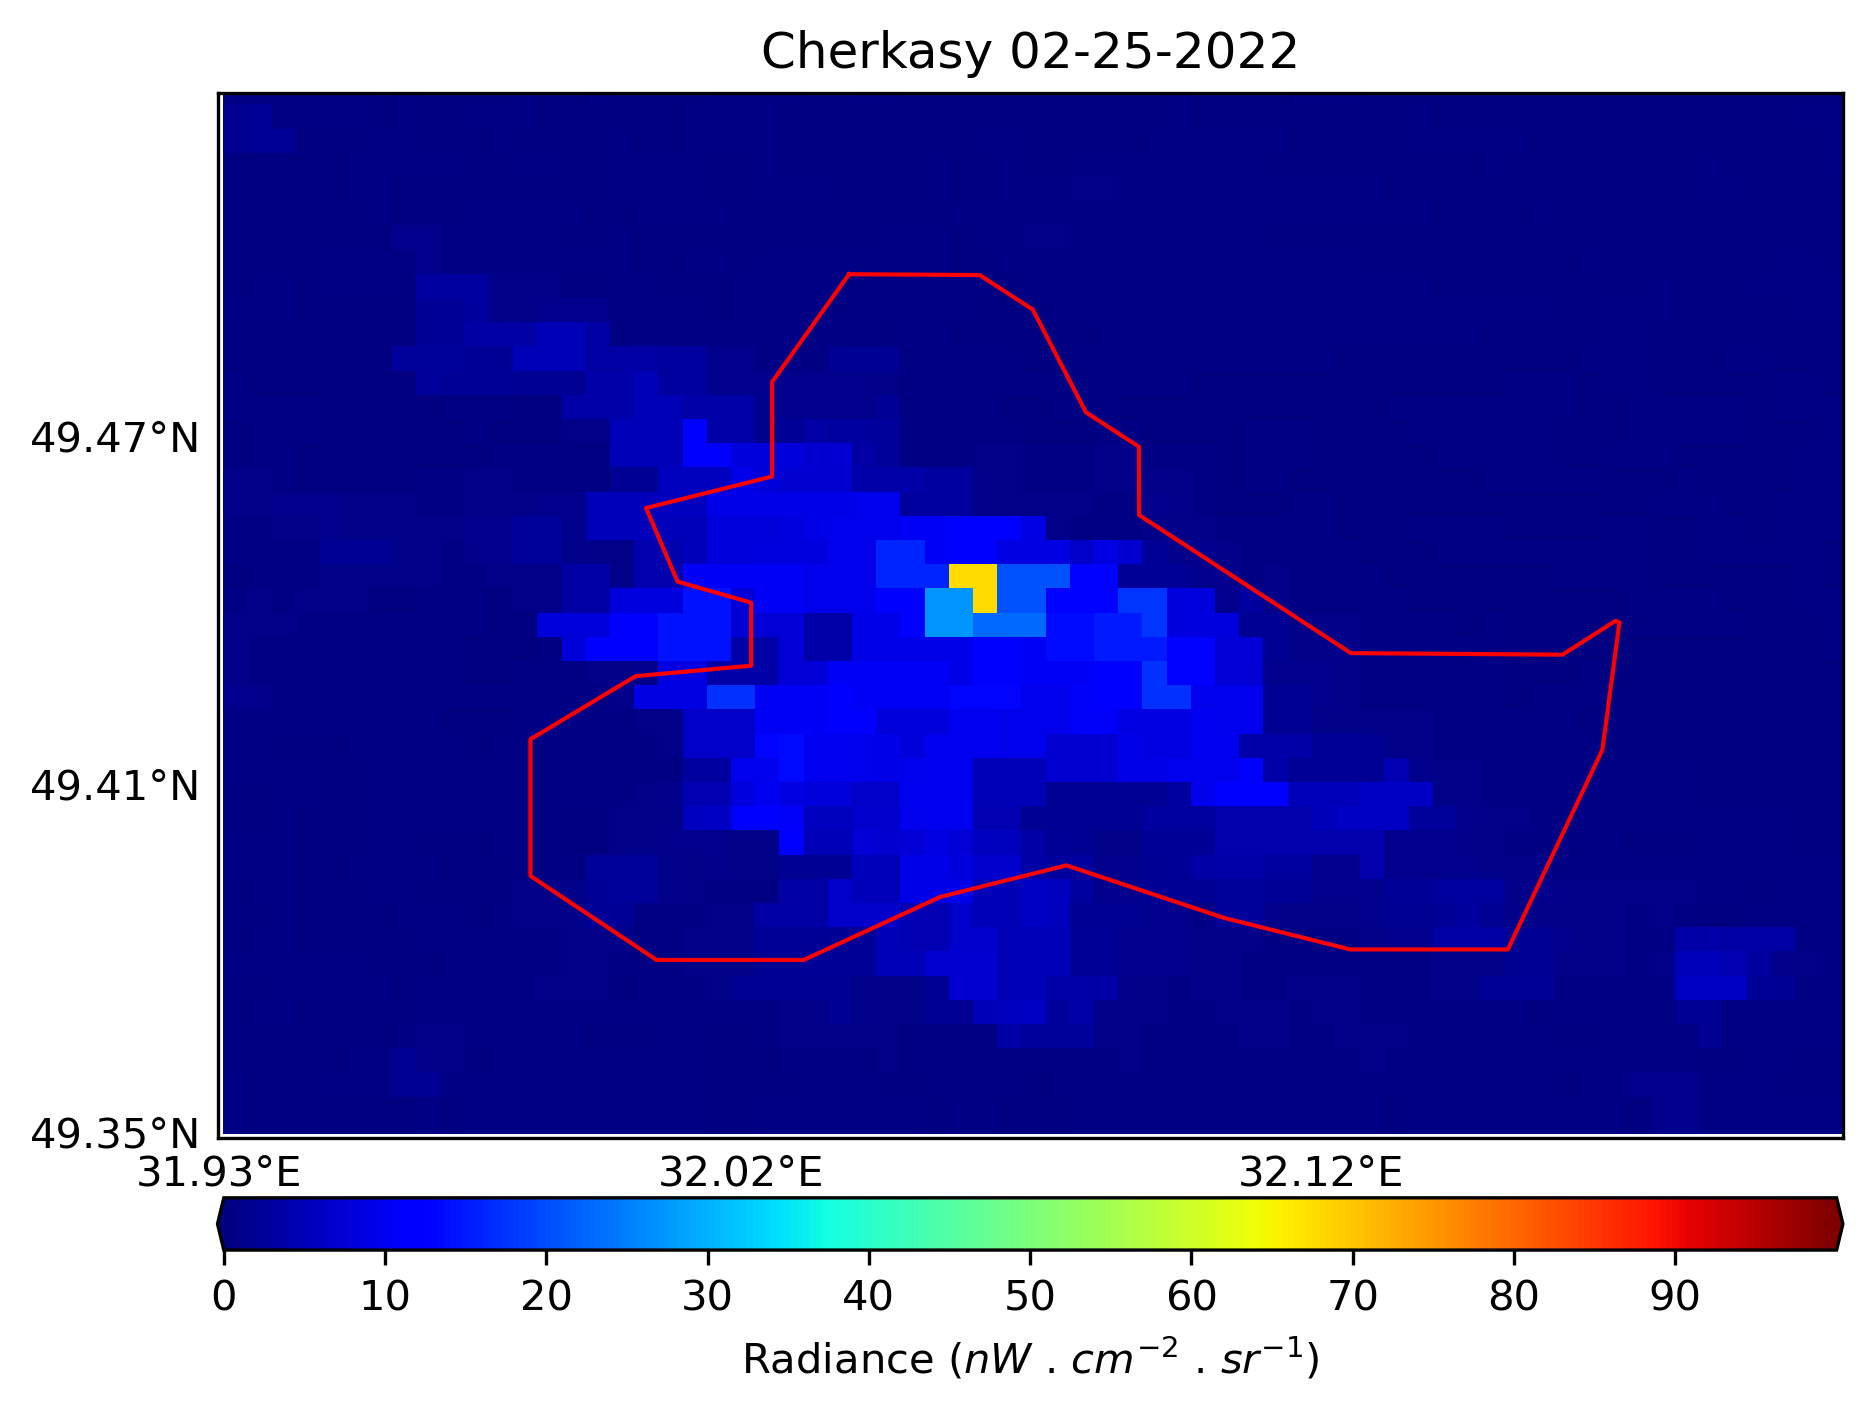 Cherkasy 02-25-2022
49.47°N
49.41°N
49.35°N
31.93°E 32.02°E 32.12°E
0 10 20 30 40 50 60 70 80 90
Radiance (nW . cm⁻² . sr⁻¹)